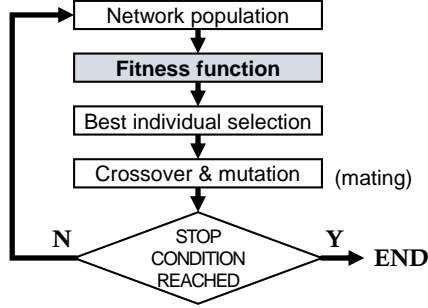 Network population
Fitness function
Best individual selection
Crossover & mutation (mating)
N STOP Y
CONDITION END
REACHED